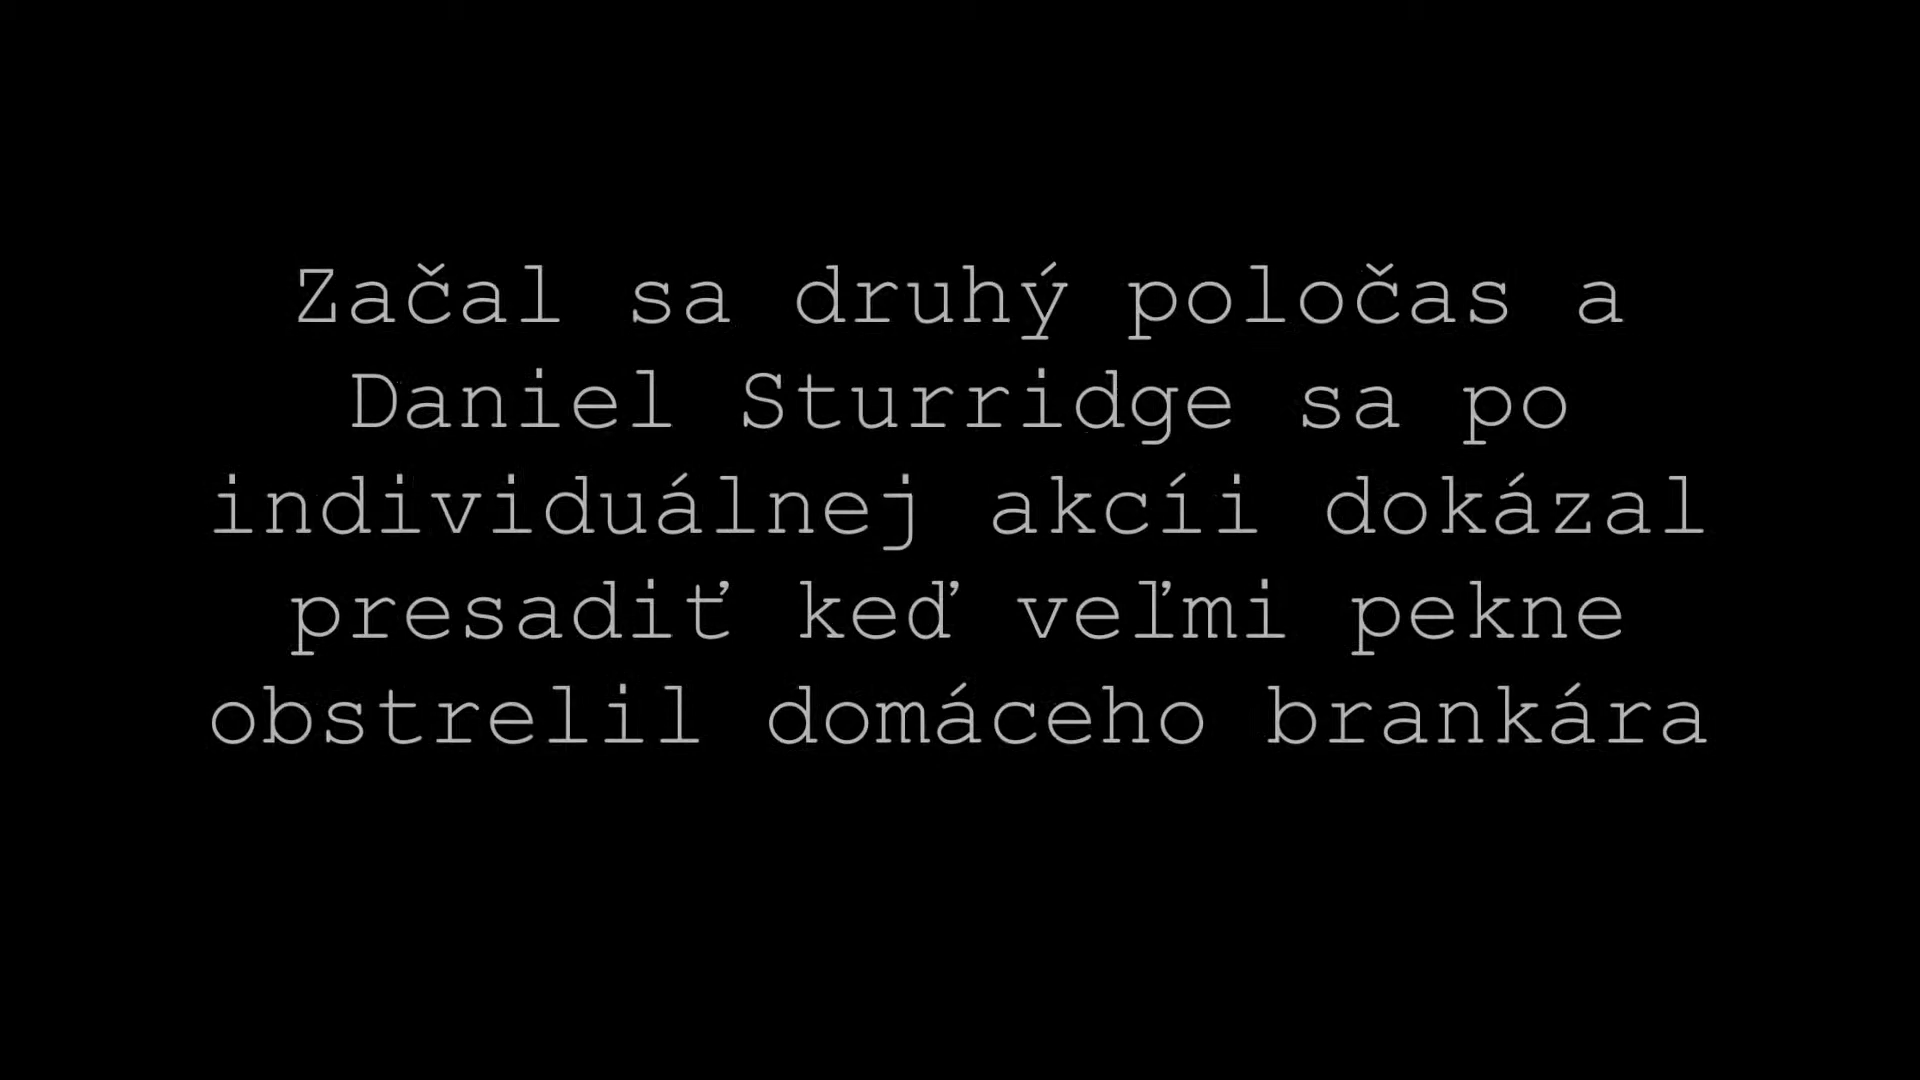 Začal sa druhý poločas a
Daniel Sturridge sa po
individuálnej akcíi dokázal
presadiť keď veľmi pekne
obstrelil domáceho brankára